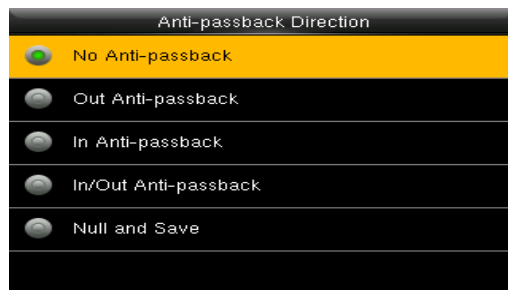 Anti-passback Direction
No Anti-passback
Out Anti-passback
In Anti-passback
In/Out Anti-passback
Null and Save